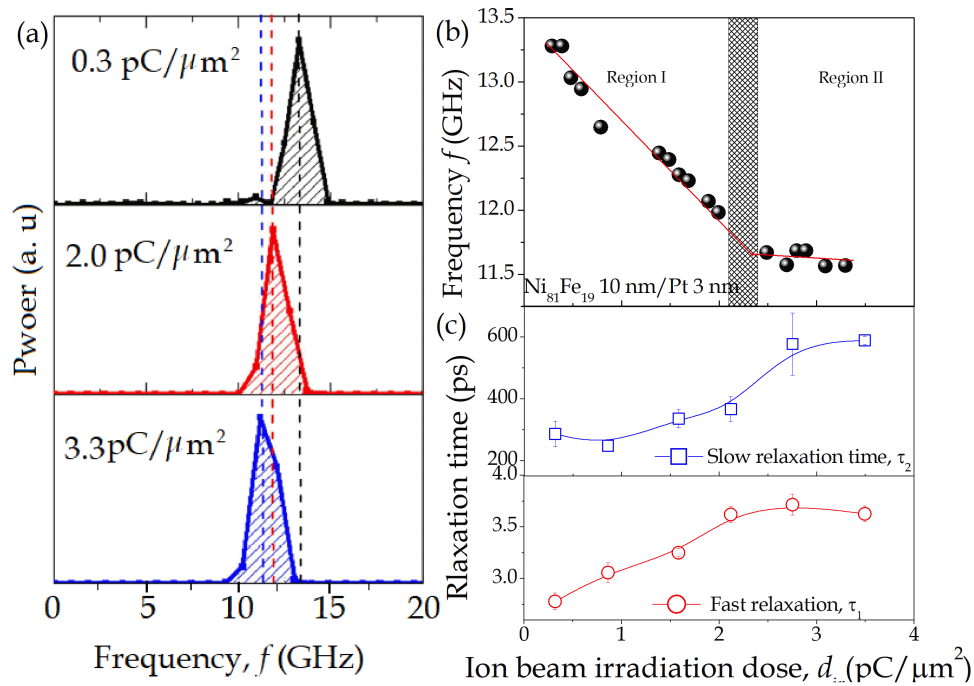 (a)
0.3 pC/μm²
2.0 pC/μm²
3.3pC/μm²
Pwoer (a. u)
0 5 10 15 20
Frequency, f (GHz)
(b)
13.5
13.0
12.5
12.0
11.5
Frequency f (GHz)
Region I
Region II
Ni₈₁Fe₁₉ 10 nm/Pt 3 nm
(c)
600
400
200
Slow relaxation time, τ₂
4.0
3.5
3.0
Fast relaxation, τ₁
Rlaxation time (ps)
0 1 2 3 4
Ion beam irradiation dose, (pC/μm²)